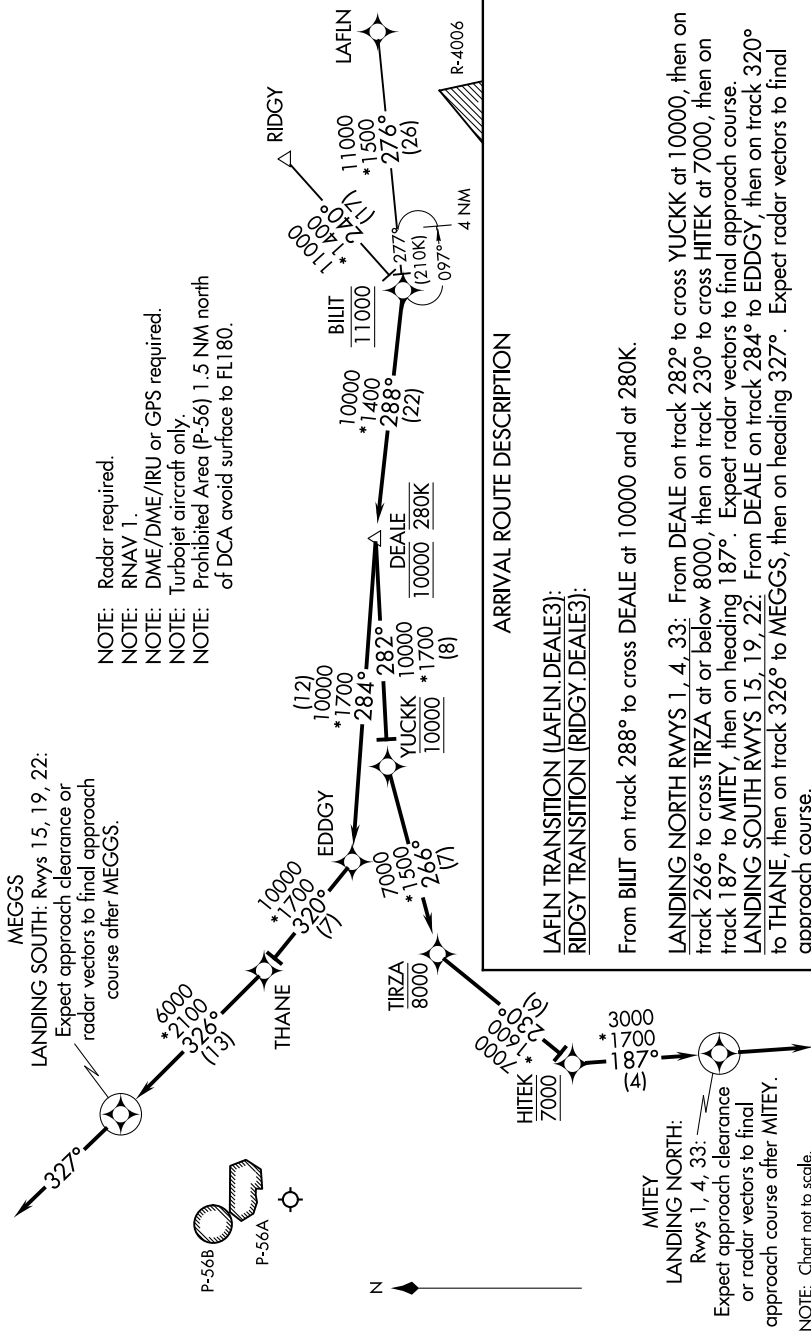 NOTE: Radar required.
NOTE: RNAV 1.
NOTE: DME/DME/IRU or GPS required.
NOTE: Turbojet aircraft only.
NOTE: Prohibited Area (P-56) 1.5 NM north
of DCA avoid surface to FL180.
MEGGS
LANDING SOUTH: Rwys 15, 19, 22:
Expect approach clearance or
radar vectors to final approach
course after MEGGS.
327°
6000
*2100
326°
(13)
THANE
10000
*1700
320°
(7)
EDDGY
(12)
10000
*1700
284°
282°
10000
*1700
(8)
YUCKK
10000
DEALE
10000 280K
10000
*1400
288°
(22)
BILIT
11000
RIDGY
11000
*1400
240°
(17)
LAFLN
11000
*1500
276°
(26)
277°
(210K)
097°
4 NM
R-4006
P-56B
P-56A
N
7000
*1500
266°
(7)
TIRZA
8000
7000
*1600
230°
(6)
HITEK
7000
3000
*1700
187°
(4)
MITEY
LANDING NORTH:
Rwys 1, 4, 33:
Expect approach clearance
or radar vectors to final
approach course after MITEY.
NOTE: Chart not to scale.
ARRIVAL ROUTE DESCRIPTION
LAFLN TRANSITION (LAFLN.DEALE3):
RIDGY TRANSITION (RIDGY.DEALE3):
From BILIT on track 288° to cross DEALE at 10000 and at 280K.
LANDING NORTH RWYS 1, 4, 33: From DEALE on track 282° to cross YUCKK at 10000, then on
track 266° to cross TIRZA at or below 8000, then on track 230° to cross HITEK at 7000, then on
track 187° to MITEY, then on heading 187°. Expect radar vectors to final approach course.
LANDING SOUTH RWYS 15, 19, 22: From DEALE on track 284° to EDDGY, then on track 320°
to THANE, then on track 326° to MEGGS, then on heading 327°. Expect radar vectors to final
approach course.